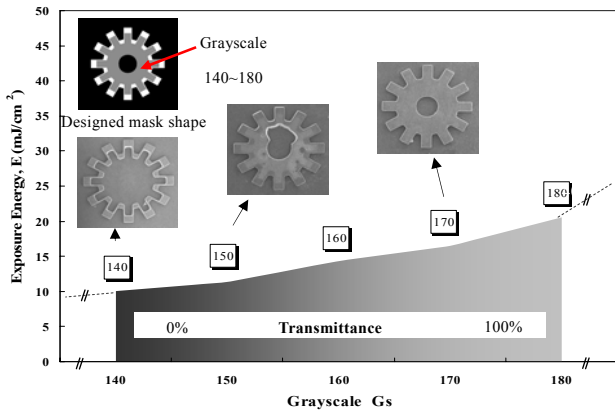 50
45
40
35
30
25
20
15
10
5
0
Exposure Energy, E (mJ/cm²)
Grayscale
140~180
Designed mask shape
140
150
160
170
180
0% Transmittance 100%
140 150 160 170 180
Grayscale Gs